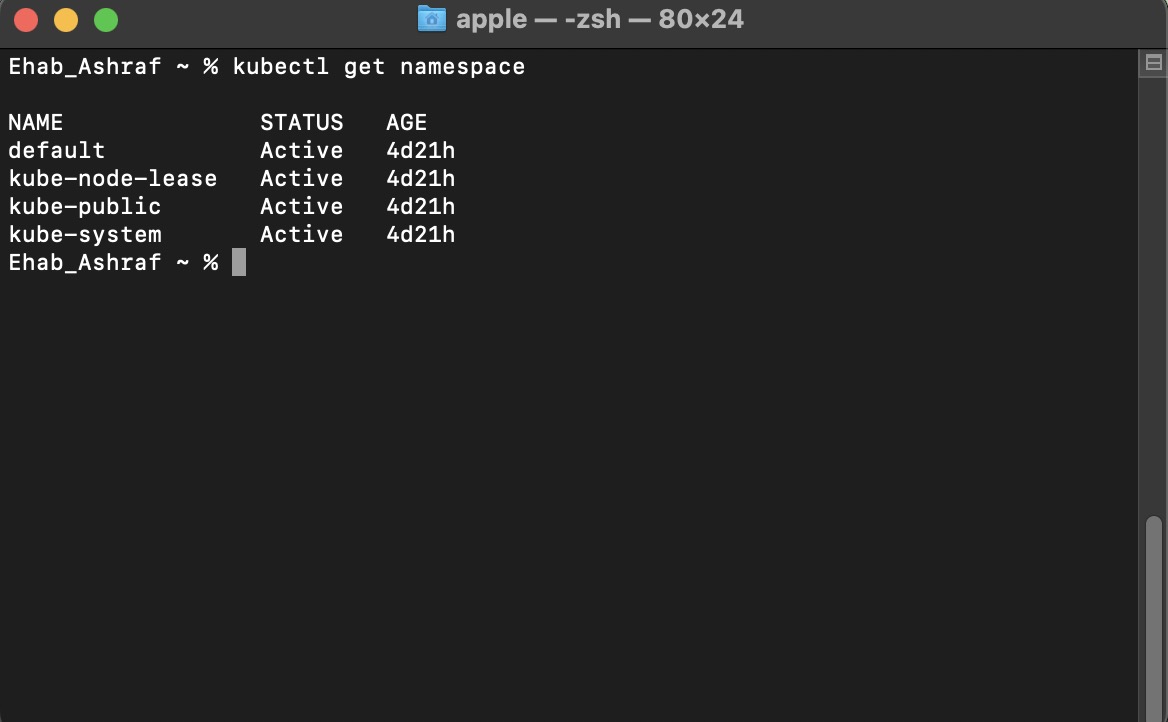 apple — -zsh — 80×24
Ehab_Ashraf ~ % kubectl get namespace
NAME STATUS AGE
default Active 4d21h
kube-node-lease Active 4d21h
kube-public Active 4d21h
kube-system Active 4d21h
Ehab_Ashraf ~ %